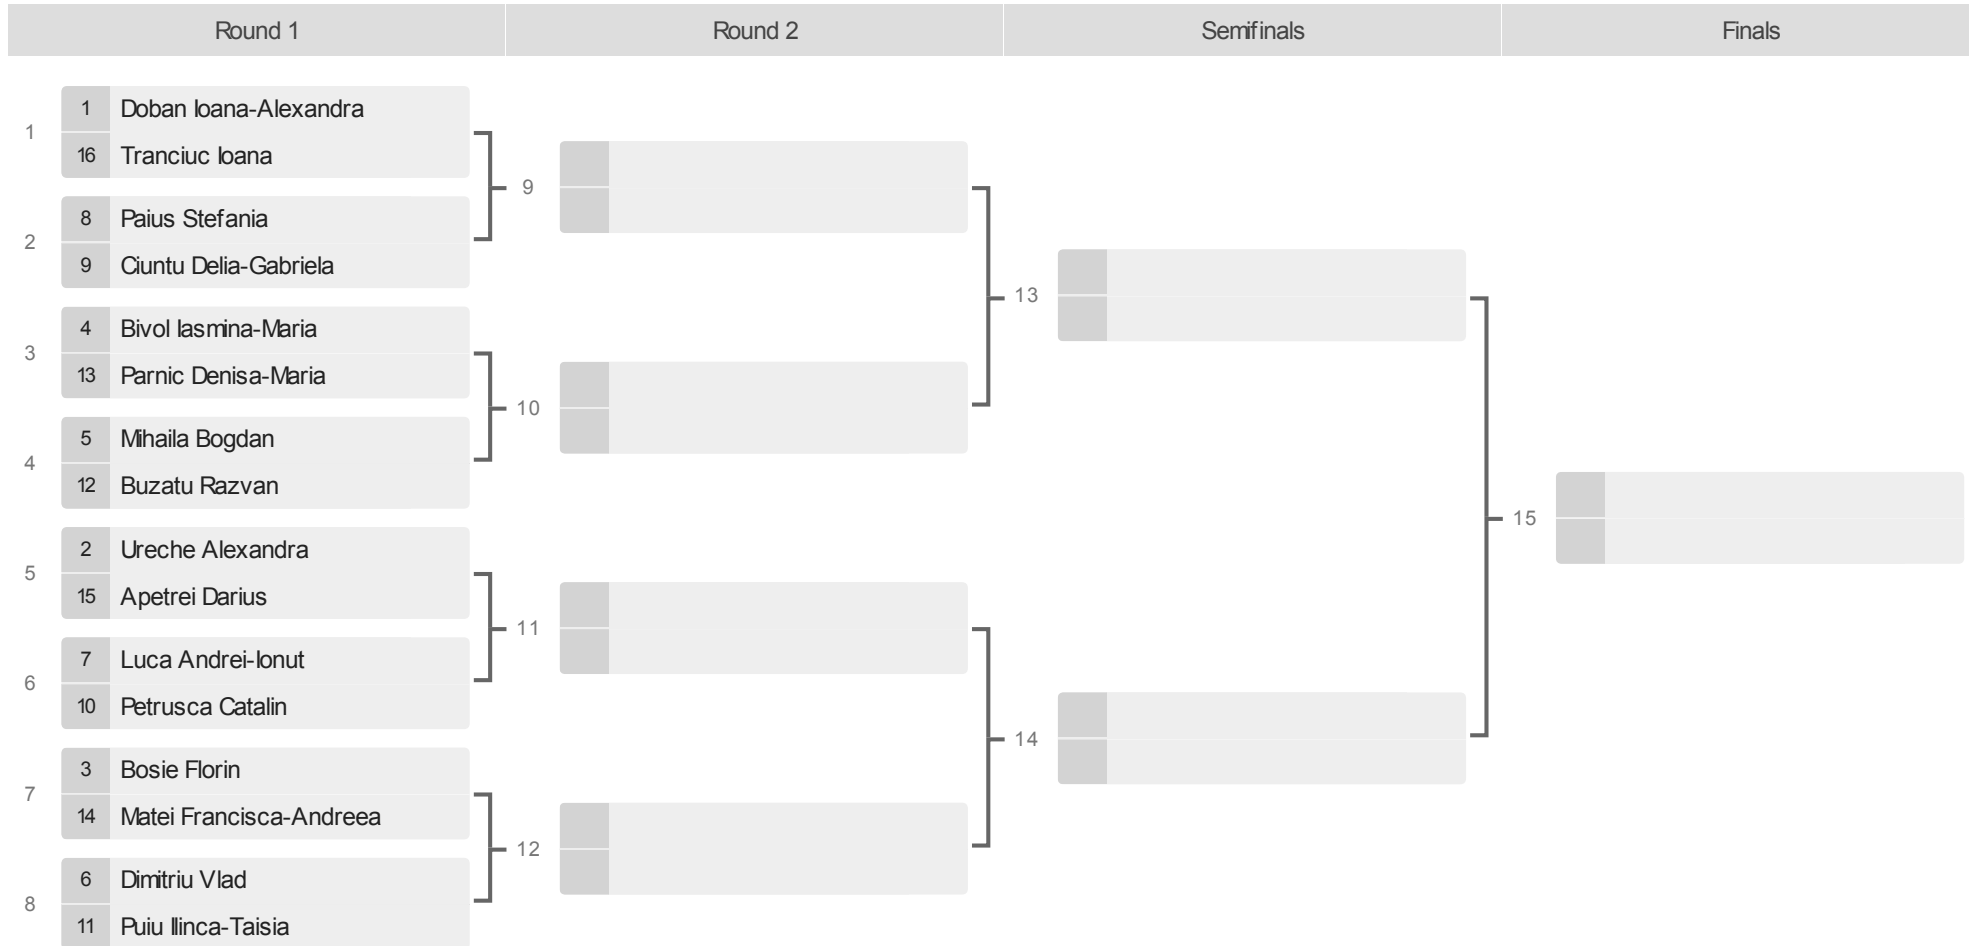 Round 1
Round 2
Semifinals
Finals
1
1 Doban Ioana-Alexandra
16 Tranciuc Ioana
2
8 Paius Stefania
9 Ciuntu Delia-Gabriela
9
3
4 Bivol Iasmina-Maria
13 Parnic Denisa-Maria
4
5 Mihaila Bogdan
12 Buzatu Razvan
10
13
5
2 Ureche Alexandra
15 Apetrei Darius
6
7 Luca Andrei-Ionut
10 Petrusca Catalin
11
7
3 Bosie Florin
14 Matei Francisca-Andreea
8
6 Dimitriu Vlad
11 Puiu Ilinca-Taisia
12
14
15